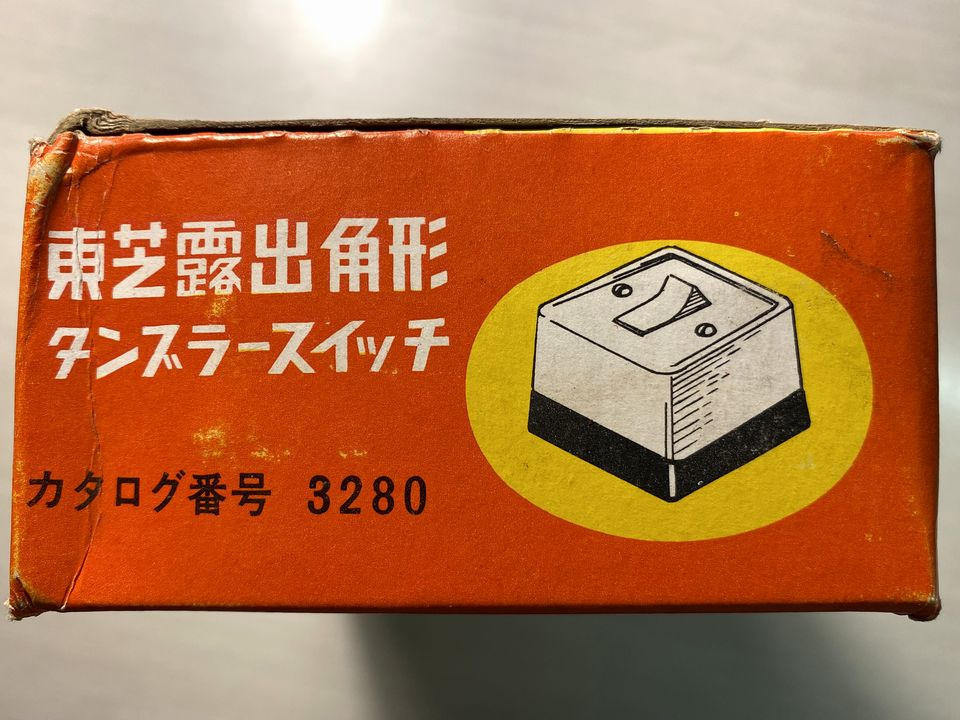 東芝露出角形
タンブラースイッチ
カタログ番号 3280